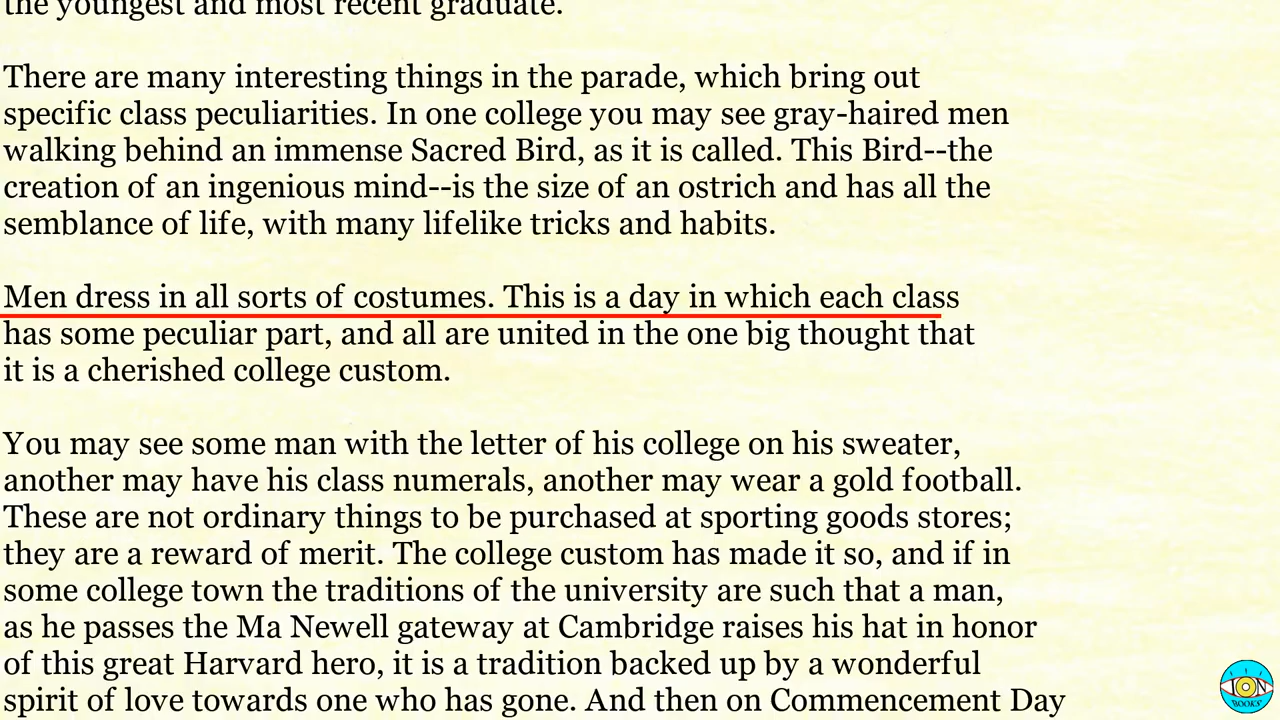 the youngest and most recent graduate.
There are many interesting things in the parade, which bring out
specific class peculiarities. In one college you may see gray-haired men
walking behind an immense Sacred Bird, as it is called. This Bird--the
creation of an ingenious mind--is the size of an ostrich and has all the
semblance of life, with many lifelike tricks and habits.
Men dress in all sorts of costumes. This is a day in which each class
has some peculiar part, and all are united in the one big thought that
it is a cherished college custom.
You may see some man with the letter of his college on his sweater,
another may have his class numerals, another may wear a gold football.
These are not ordinary things to be purchased at sporting goods stores;
they are a reward of merit. The college custom has made it so, and if in
some college town the traditions of the university are such that a man,
as he passes the Ma Newell gateway at Cambridge raises his hat in honor
of this great Harvard hero, it is a tradition backed up by a wonderful
spirit of love towards one who has gone. And then on Commencement Day
ION
BOOKS